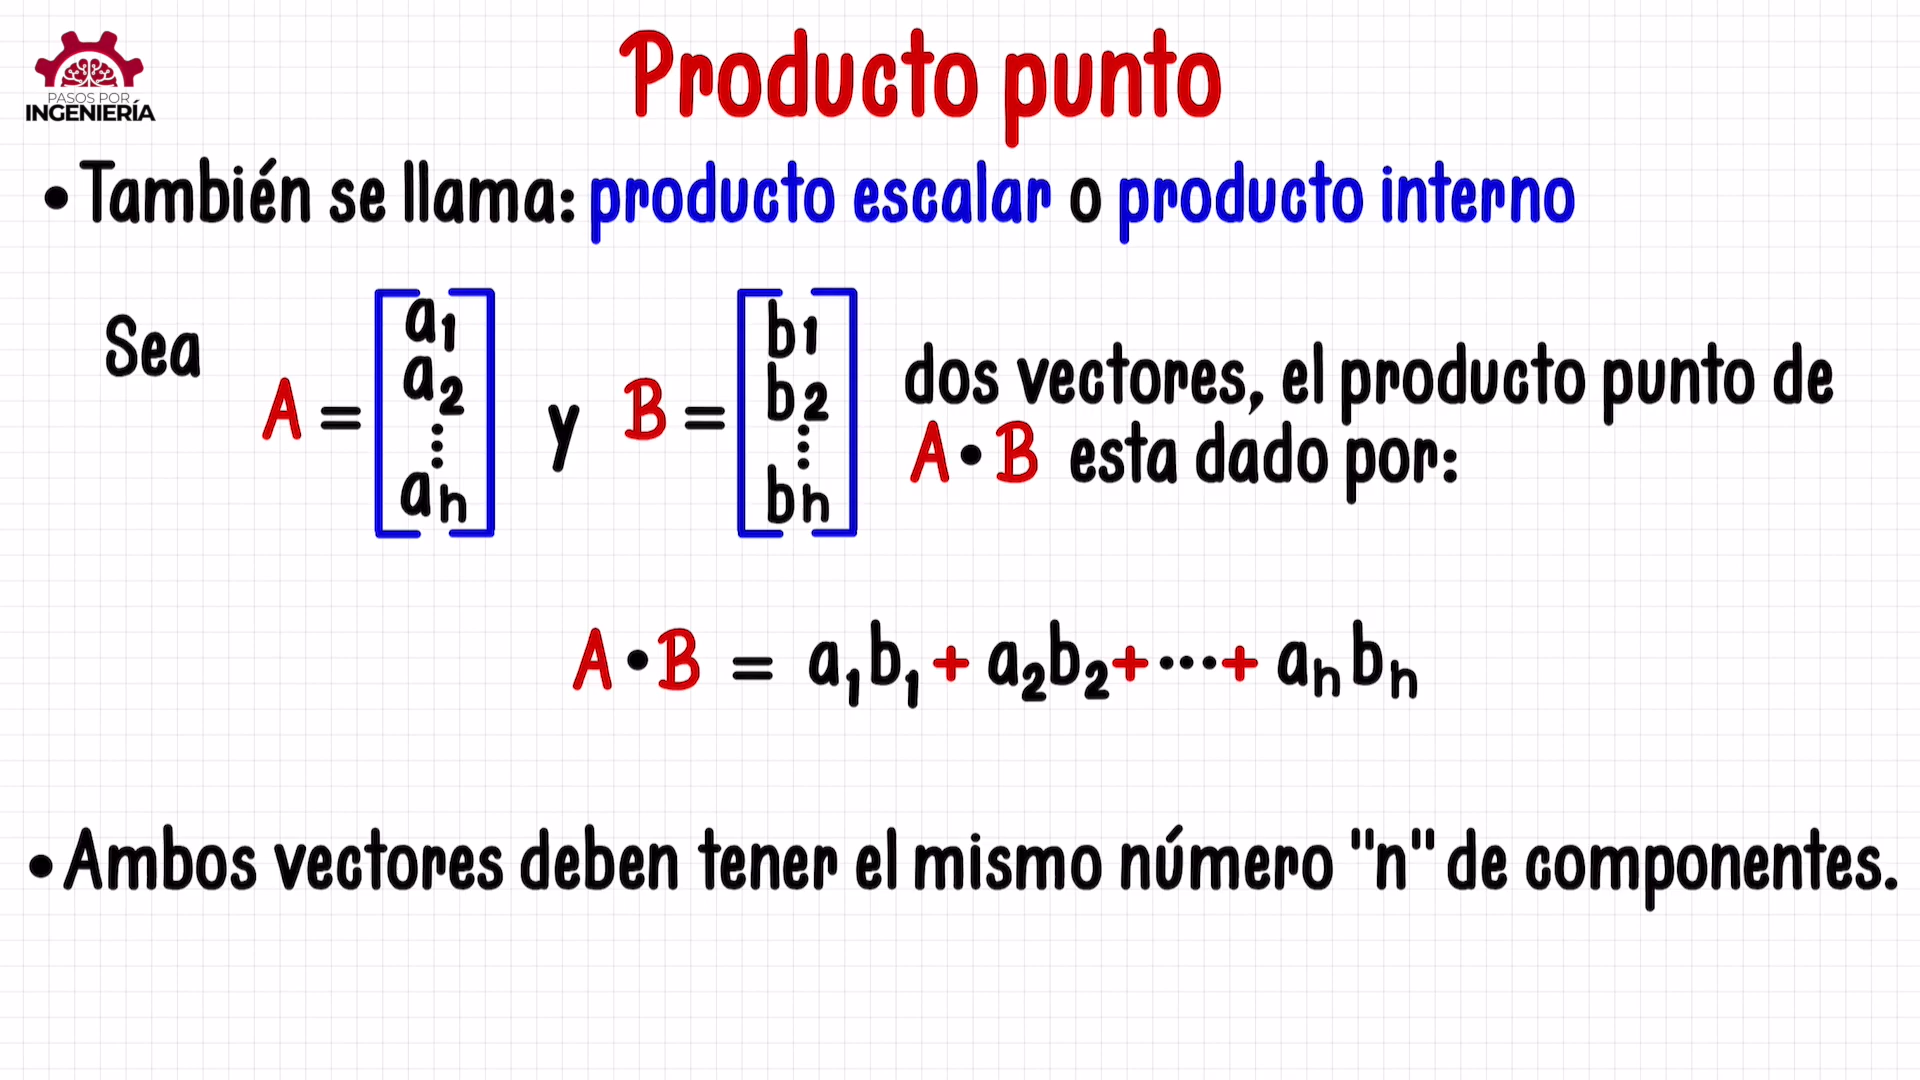 PASOS POR
INGENIERÍA
Producto punto
• También se llama: producto escalar o producto interno
Sea A = [a1 a2 ⋮ an] y B = [b1 b2 ⋮ bn] dos vectores, el producto punto de
A • B esta dado por:
A • B = a₁b₁ + a₂b₂ + ··· + aₙbₙ
• Ambos vectores deben tener el mismo número "n" de componentes.